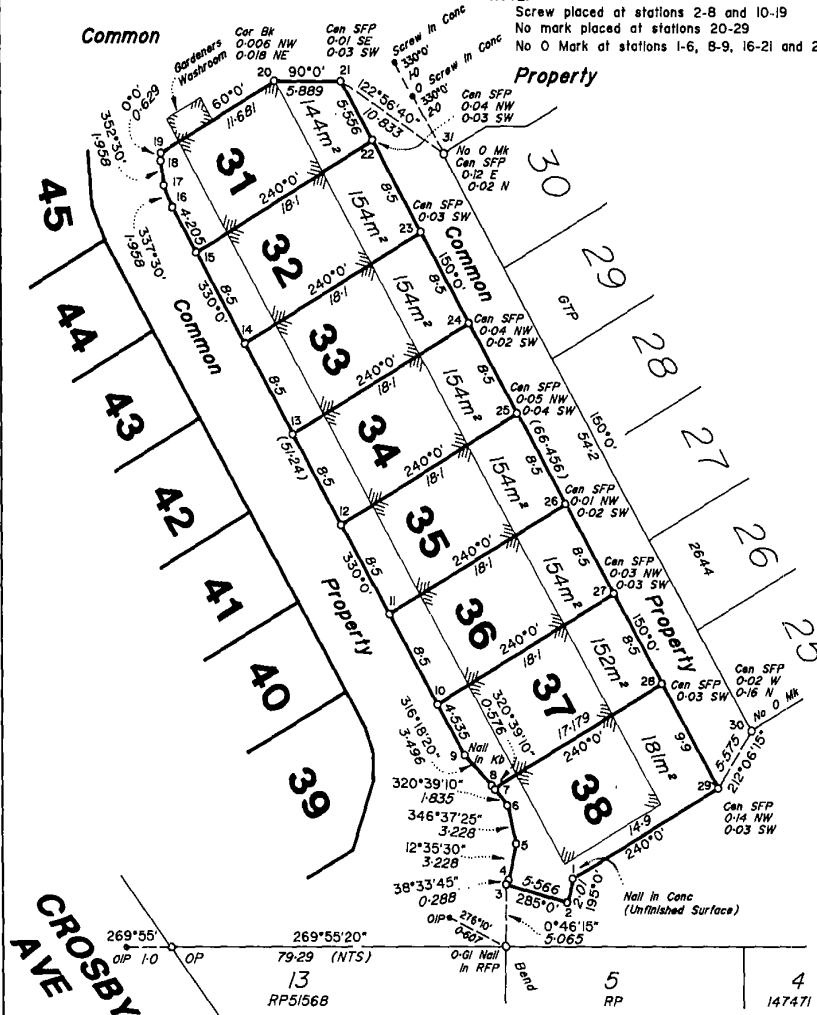 Screw placed at stations 2-8 and 10-19
No mark placed at stations 20-29
No O Mark at stations 1-6, 8-9, 16-21 and 2
Common
Gardeners
Washroom
Cor Bk
0·006 NW
0·018 NE
Cen SFP
0·01 SE
0·03 SW
Screw in Conc
330°0'
1·0
O Screw in Conc
330°0'
2·0
Property
Cen SFP
0·04 NW
0·03 SW
20
90°0'
5·889
21
122°56'40"
10·833
0°0'
0·629
60°0'
11·681
144m²
5·556
22
31
No O Mk
Cen SFP
0·12 E
0·02 N
352°30'
1·958
19
18
17
16
31
30
337°30'
1·958
4·205
15
240°0'
18·1
154m²
8·5
23
Cen SFP
0·03 SW
45
32
Common
29
GTP
330°0'
8·5
14
240°0'
18·1
154m²
8·5
150°0'
24
Cen SFP
0·04 NW
0·02 SW
44
Common
33
28
8·5
13
240°0'
18·1
154m²
8·5
25
Cen SFP
0·05 NW
0·04 SW
(66·456)
150°0'
54·2
43
(51·24)
34
27
8·5
12
240°0'
18·1
154m²
8·5
26
Cen SFP
0·01 NW
0·02 SW
42
35
26
2644
330°0'
8·5
11
240°0'
18·1
154m²
8·5
27
Cen SFP
0·03 NW
0·03 SW
41
Property
36
Property
25
8·5
10
240°0'
18·1
152m²
8·5
150°0'
28
Cen SFP
0·03 SW
Cen SFP
0·02 W
0·16 N
30
No O Mk
40
316°18'20"
3·496
4·535
9
Nail in Kb
320°39'10"
0·576
37
17·179
240°0'
181m²
9·9
5·575
212°06'15"
39
320°39'10"
1·835
8
7
6
38
29
Cen SFP
0·14 NW
0·03 SW
346°37'25"
3·228
5
14·9
240°0'
12°35'30"
3·228
38°33'45"
0·288
4
3
5·566
285°0'
2
2·01
195°0'
Nail in Conc
(Unfinished Surface)
0°46'15"
5·065
CROSBY
AVE
269°55'
OIP 1·0
OP
269°55'20"
79·29 (NTS)
OIP
276°10'
0·607
O·GI Nail
in RFP
Bend
13
RP51568
5
RP
4
147471